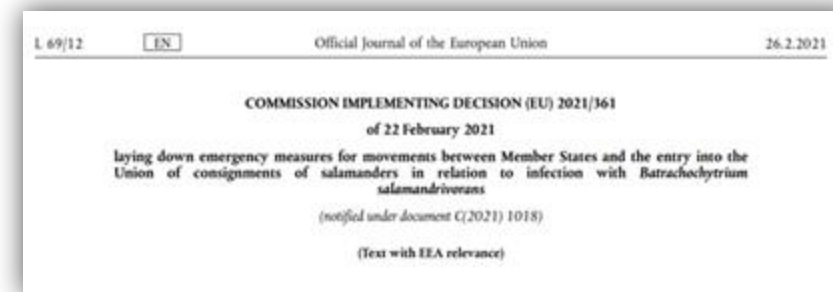 L 69/12 EN Official Journal of the European Union 26.2.2021
COMMISSION IMPLEMENTING DECISION (EU) 2021/361
of 22 February 2021
laying down emergency measures for movements between Member States and the entry into the
Union of consignments of salamanders in relation to infection with Batrachochytrium
salamandrivorans
(notified under document C(2021) 1018)
(Text with EEA relevance)